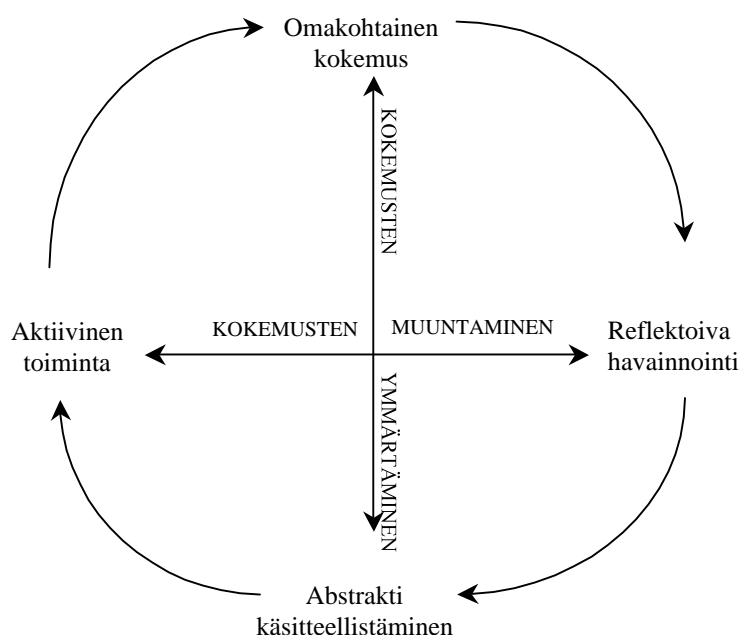 Omakohtainen
kokemus
KOKEMUSTEN
KOKEMUSTEN MUUNTAMINEN
Aktiivinen
toiminta
Reflektoiva
havainnointi
YMMÄRTÄMINEN
Abstrakti
käsitteellistäminen